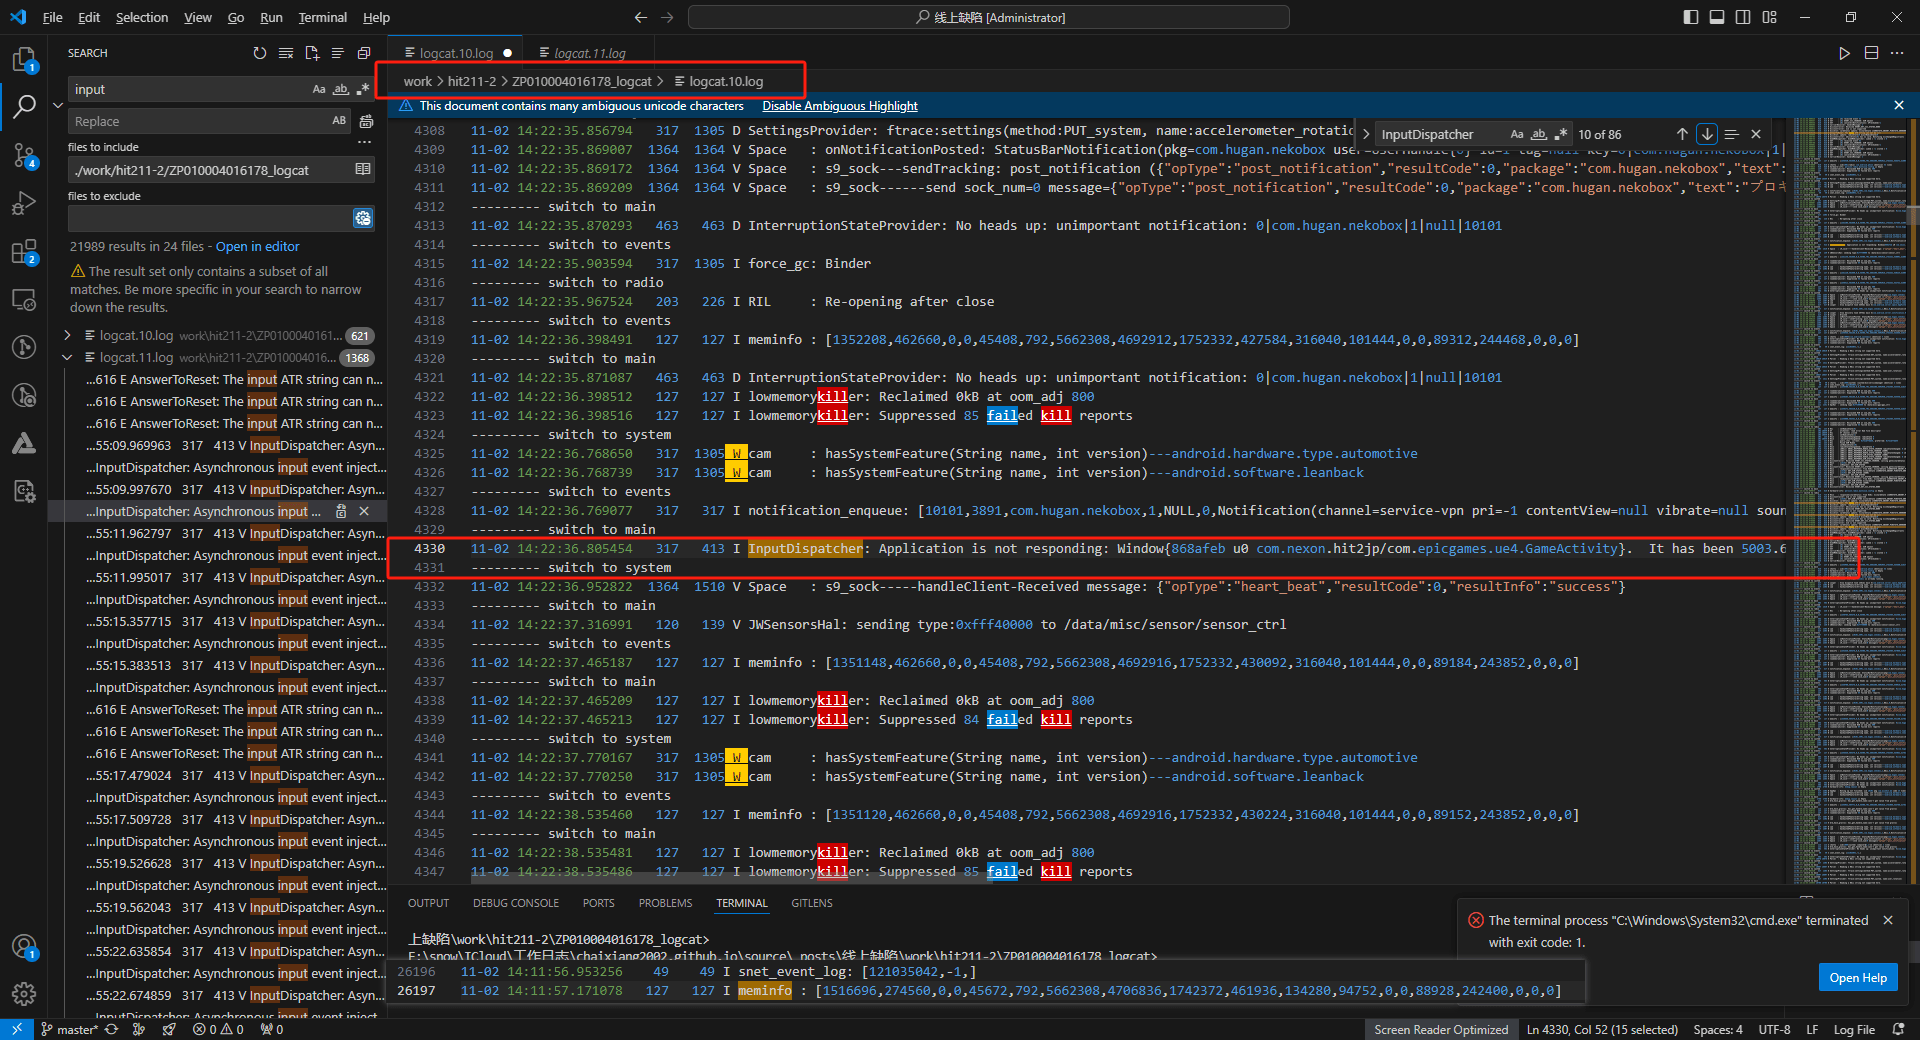 File Edit Selection View Go Run Terminal Help
线上缺陷 [Administrator]
SEARCH
input
Aa ab .*
Replace
AB
files to include
./work/hit211-2/ZP010004016178_logcat
files to exclude
21989 results in 24 files - Open in editor
The result set only contains a subset of all
matches. Be more specific in your search to narrow
down the results.
logcat.10.log work\hit211-2\ZP0100040161... 621
logcat.11.log work\hit211-2\ZP010004016... 1368
...616 E AnswerToReset: The input ATR string can n...
...616 E AnswerToReset: The input ATR string can n...
...616 E AnswerToReset: The input ATR string can n...
...55:09.969963 317 413 V InputDispatcher: Asyn...
...InputDispatcher: Asynchronous input event inject...
...55:09.997670 317 413 V InputDispatcher: Asyn...
...InputDispatcher: Asynchronous input ...
...55:11.962797 317 413 V InputDispatcher: Asyn...
...InputDispatcher: Asynchronous input event inject...
...55:11.995017 317 413 V InputDispatcher: Asyn...
...InputDispatcher: Asynchronous input event inject...
...55:15.357715 317 413 V InputDispatcher: Asyn...
...InputDispatcher: Asynchronous input event inject...
...55:15.383513 317 413 V InputDispatcher: Asyn...
...InputDispatcher: Asynchronous input event inject...
...616 E AnswerToReset: The input ATR string can n...
...616 E AnswerToReset: The input ATR string can n...
...616 E AnswerToReset: The input ATR string can n...
...55:17.479024 317 413 V InputDispatcher: Asyn...
...InputDispatcher: Asynchronous input event inject...
...55:17.509728 317 413 V InputDispatcher: Asyn...
...InputDispatcher: Asynchronous input event inject...
...55:19.526628 317 413 V InputDispatcher: Asyn...
...InputDispatcher: Asynchronous input event inject...
...55:19.562043 317 413 V InputDispatcher: Asyn...
...InputDispatcher: Asynchronous input event inject...
...55:22.635854 317 413 V InputDispatcher: Asyn...
...InputDispatcher: Asynchronous input event inject...
...55:22.674859 317 413 V InputDispatcher: Asyn...
...InputDispatcher: Asynchronous input event inject...
logcat.10.log
logcat.11.log
work > hit211-2 > ZP010004016178_logcat > logcat.10.log
This document contains many ambiguous unicode characters Disable Ambiguous Highlight
InputDispatcher Aa ab .* 10 of 86
4308 11-02 14:22:35.856794 317 1305 D SettingsProvider: ftrace:settings(method:PUT_system, name:accelerometer_rotatio
4309 11-02 14:22:35.869007 1364 1364 V Space : onNotificationPosted: StatusBarNotification(pkg=com.hugan.nekobox user=UserHandle{0} id=1 tag=null key=0|com.hugan.nekobox|1|
4310 11-02 14:22:35.869172 1364 1364 V Space : s9_sock---sendTracking: post_notification ({"opType":"post_notification","resultCode":0,"package":"com.hugan.nekobox","text":
4311 11-02 14:22:35.869209 1364 1364 V Space : s9_sock------send sock_num=0 message={"opType":"post_notification","resultCode":0,"package":"com.hugan.nekobox","text":"プロキ
4312 --------- switch to main
4313 11-02 14:22:35.870293 463 463 D InterruptionStateProvider: No heads up: unimportant notification: 0|com.hugan.nekobox|1|null|10101
4314 --------- switch to events
4315 11-02 14:22:35.903594 317 1305 I force_gc: Binder
4316 --------- switch to radio
4317 11-02 14:22:35.967524 203 226 I RIL : Re-opening after close
4318 --------- switch to events
4319 11-02 14:22:36.398491 127 127 I meminfo : [1352208,462660,0,0,45408,792,5662308,4692912,1752332,427584,316040,101444,0,0,89312,244468,0,0,0]
4320 --------- switch to main
4321 11-02 14:22:35.871087 463 463 D InterruptionStateProvider: No heads up: unimportant notification: 0|com.hugan.nekobox|1|null|10101
4322 11-02 14:22:36.398512 127 127 I lowmemorykiller: Reclaimed 0kB at oom_adj 800
4323 11-02 14:22:36.398516 127 127 I lowmemorykiller: Suppressed 85 failed kill reports
4324 --------- switch to system
4325 11-02 14:22:36.768650 317 1305 W cam : hasSystemFeature(String name, int version)---android.hardware.type.automotive
4326 11-02 14:22:36.768739 317 1305 W cam : hasSystemFeature(String name, int version)---android.software.leanback
4327 --------- switch to events
4328 11-02 14:22:36.769077 317 317 I notification_enqueue: [10101,3891,com.hugan.nekobox,1,NULL,0,Notification(channel=service-vpn pri=-1 contentView=null vibrate=null soun
4329 --------- switch to main
4330 11-02 14:22:36.805454 317 413 I InputDispatcher: Application is not responding: Window{868afeb u0 com.nexon.hit2jp/com.epicgames.ue4.GameActivity}. It has been 5003.6
4331 --------- switch to system
4332 11-02 14:22:36.952822 1364 1510 V Space : s9_sock-----handleClient-Received message: {"opType":"heart_beat","resultCode":0,"resultInfo":"success"}
4333 --------- switch to main
4334 11-02 14:22:37.316991 120 139 V JWSensorsHal: sending type:0xfff40000 to /data/misc/sensor/sensor_ctrl
4335 --------- switch to events
4336 11-02 14:22:37.465187 127 127 I meminfo : [1351148,462660,0,0,45408,792,5662308,4692916,1752332,430092,316040,101444,0,0,89184,243852,0,0,0]
4337 --------- switch to main
4338 11-02 14:22:37.465209 127 127 I lowmemorykiller: Reclaimed 0kB at oom_adj 800
4339 11-02 14:22:37.465213 127 127 I lowmemorykiller: Suppressed 84 failed kill reports
4340 --------- switch to system
4341 11-02 14:22:37.770167 317 1305 W cam : hasSystemFeature(String name, int version)---android.hardware.type.automotive
4342 11-02 14:22:37.770250 317 1305 W cam : hasSystemFeature(String name, int version)---android.software.leanback
4343 --------- switch to events
4344 11-02 14:22:38.535460 127 127 I meminfo : [1351120,462660,0,0,45408,792,5662308,4692916,1752332,430224,316040,101444,0,0,89152,243852,0,0,0]
4345 --------- switch to main
4346 11-02 14:22:38.535481 127 127 I lowmemorykiller: Reclaimed 0kB at oom_adj 800
4347 11-02 14:22:38.535486 127 127 I lowmemorykiller: Suppressed 85 failed kill reports
OUTPUT DEBUG CONSOLE PORTS PROBLEMS TERMINAL GITLENS
上缺陷\work\hit211-2\ZP010004016178_logcat>
F:\snow\ICloud\工作日志\chaixiang2002.github.io\source\_posts\线上缺陷\work\hit211-2\ZP010004016178_logcat>
26196 11-02 14:11:56.953256 49 49 I snet_event_log: [121035042,-1,]
26197 11-02 14:11:57.171078 127 127 I meminfo : [1516696,274560,0,0,45672,792,5662308,4706836,1742372,461936,134280,94752,0,0,88928,242400,0,0,0]
The terminal process "C:\Windows\System32\cmd.exe" terminated
with exit code: 1.
Open Help
master* 0 0 0
Screen Reader Optimized Ln 4330, Col 52 (15 selected) Spaces: 4 UTF-8 LF Log File